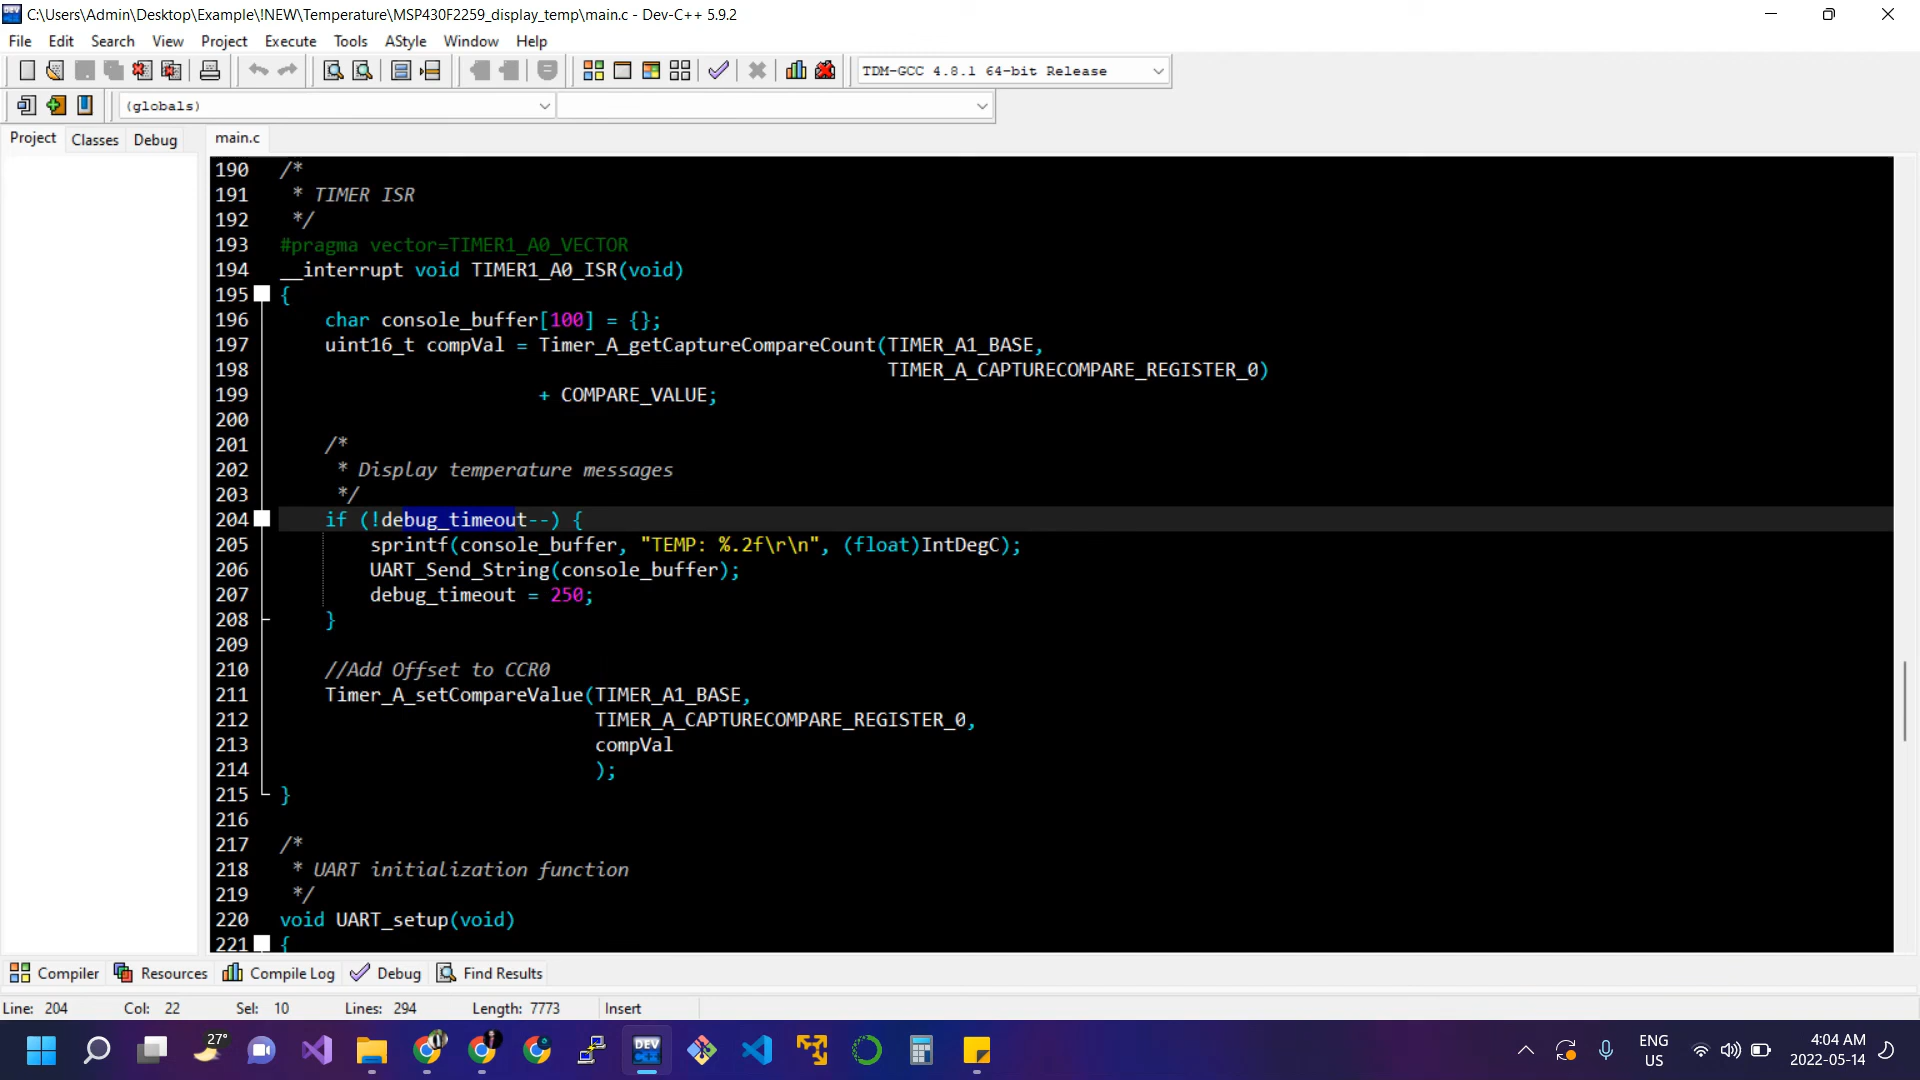 C:\Users\Admin\Desktop\Example\!NEW\Temperature\MSP430F2259_display_temp\main.c - Dev-C++ 5.9.2
File Edit Search View Project Execute Tools AStyle Window Help
TDM-GCC 4.8.1 64-bit Release
(globals)
Project Classes Debug main.c
190 /*
191 * TIMER ISR
192 */
193 #pragma vector=TIMER1_A0_VECTOR
194 __interrupt void TIMER1_A0_ISR(void)
195 {
196 char console_buffer[100] = {};
197 uint16_t compVal = Timer_A_getCaptureCompareCount(TIMER_A1_BASE,
198 TIMER_A_CAPTURECOMPARE_REGISTER_0)
199 + COMPARE_VALUE;
200
201 /*
202 * Display temperature messages
203 */
204 if (!debug_timeout--) {
205 sprintf(console_buffer, "TEMP: %.2f\r\n", (float)IntDegC);
206 UART_Send_String(console_buffer);
207 debug_timeout = 250;
208 }
209
210 //Add Offset to CCR0
211 Timer_A_setCompareValue(TIMER_A1_BASE,
212 TIMER_A_CAPTURECOMPARE_REGISTER_0,
213 compVal
214 );
215 }
216
217 /*
218 * UART initialization function
219 */
220 void UART_setup(void)
221 {
Compiler Resources Compile Log Debug Find Results
Line: 204 Col: 22 Sel: 10 Lines: 294 Length: 7773 Insert
27°
DEV
C++
ENG
US
4:04 AM
2022-05-14